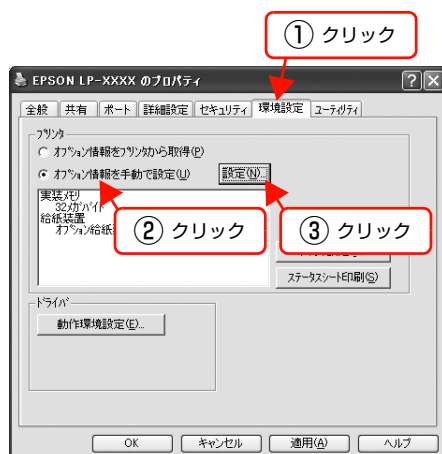 ① クリック
EPSON LP-XXXX のプロパティ
全般 共有 ポート 詳細設定 セキュリティ 環境設定 ユーティリティ
プリンタ
オプション情報をプリンタから取得(P)
オプション情報を手動で設定(U) 設定(N)...
実装メモリ
32メガバイト
給紙装置
オプション給紙
② クリック ③ クリック
ステータスシート印刷(S)
ドライバ
動作環境設定(E)...
OK キャンセル 適用(A) ヘルプ